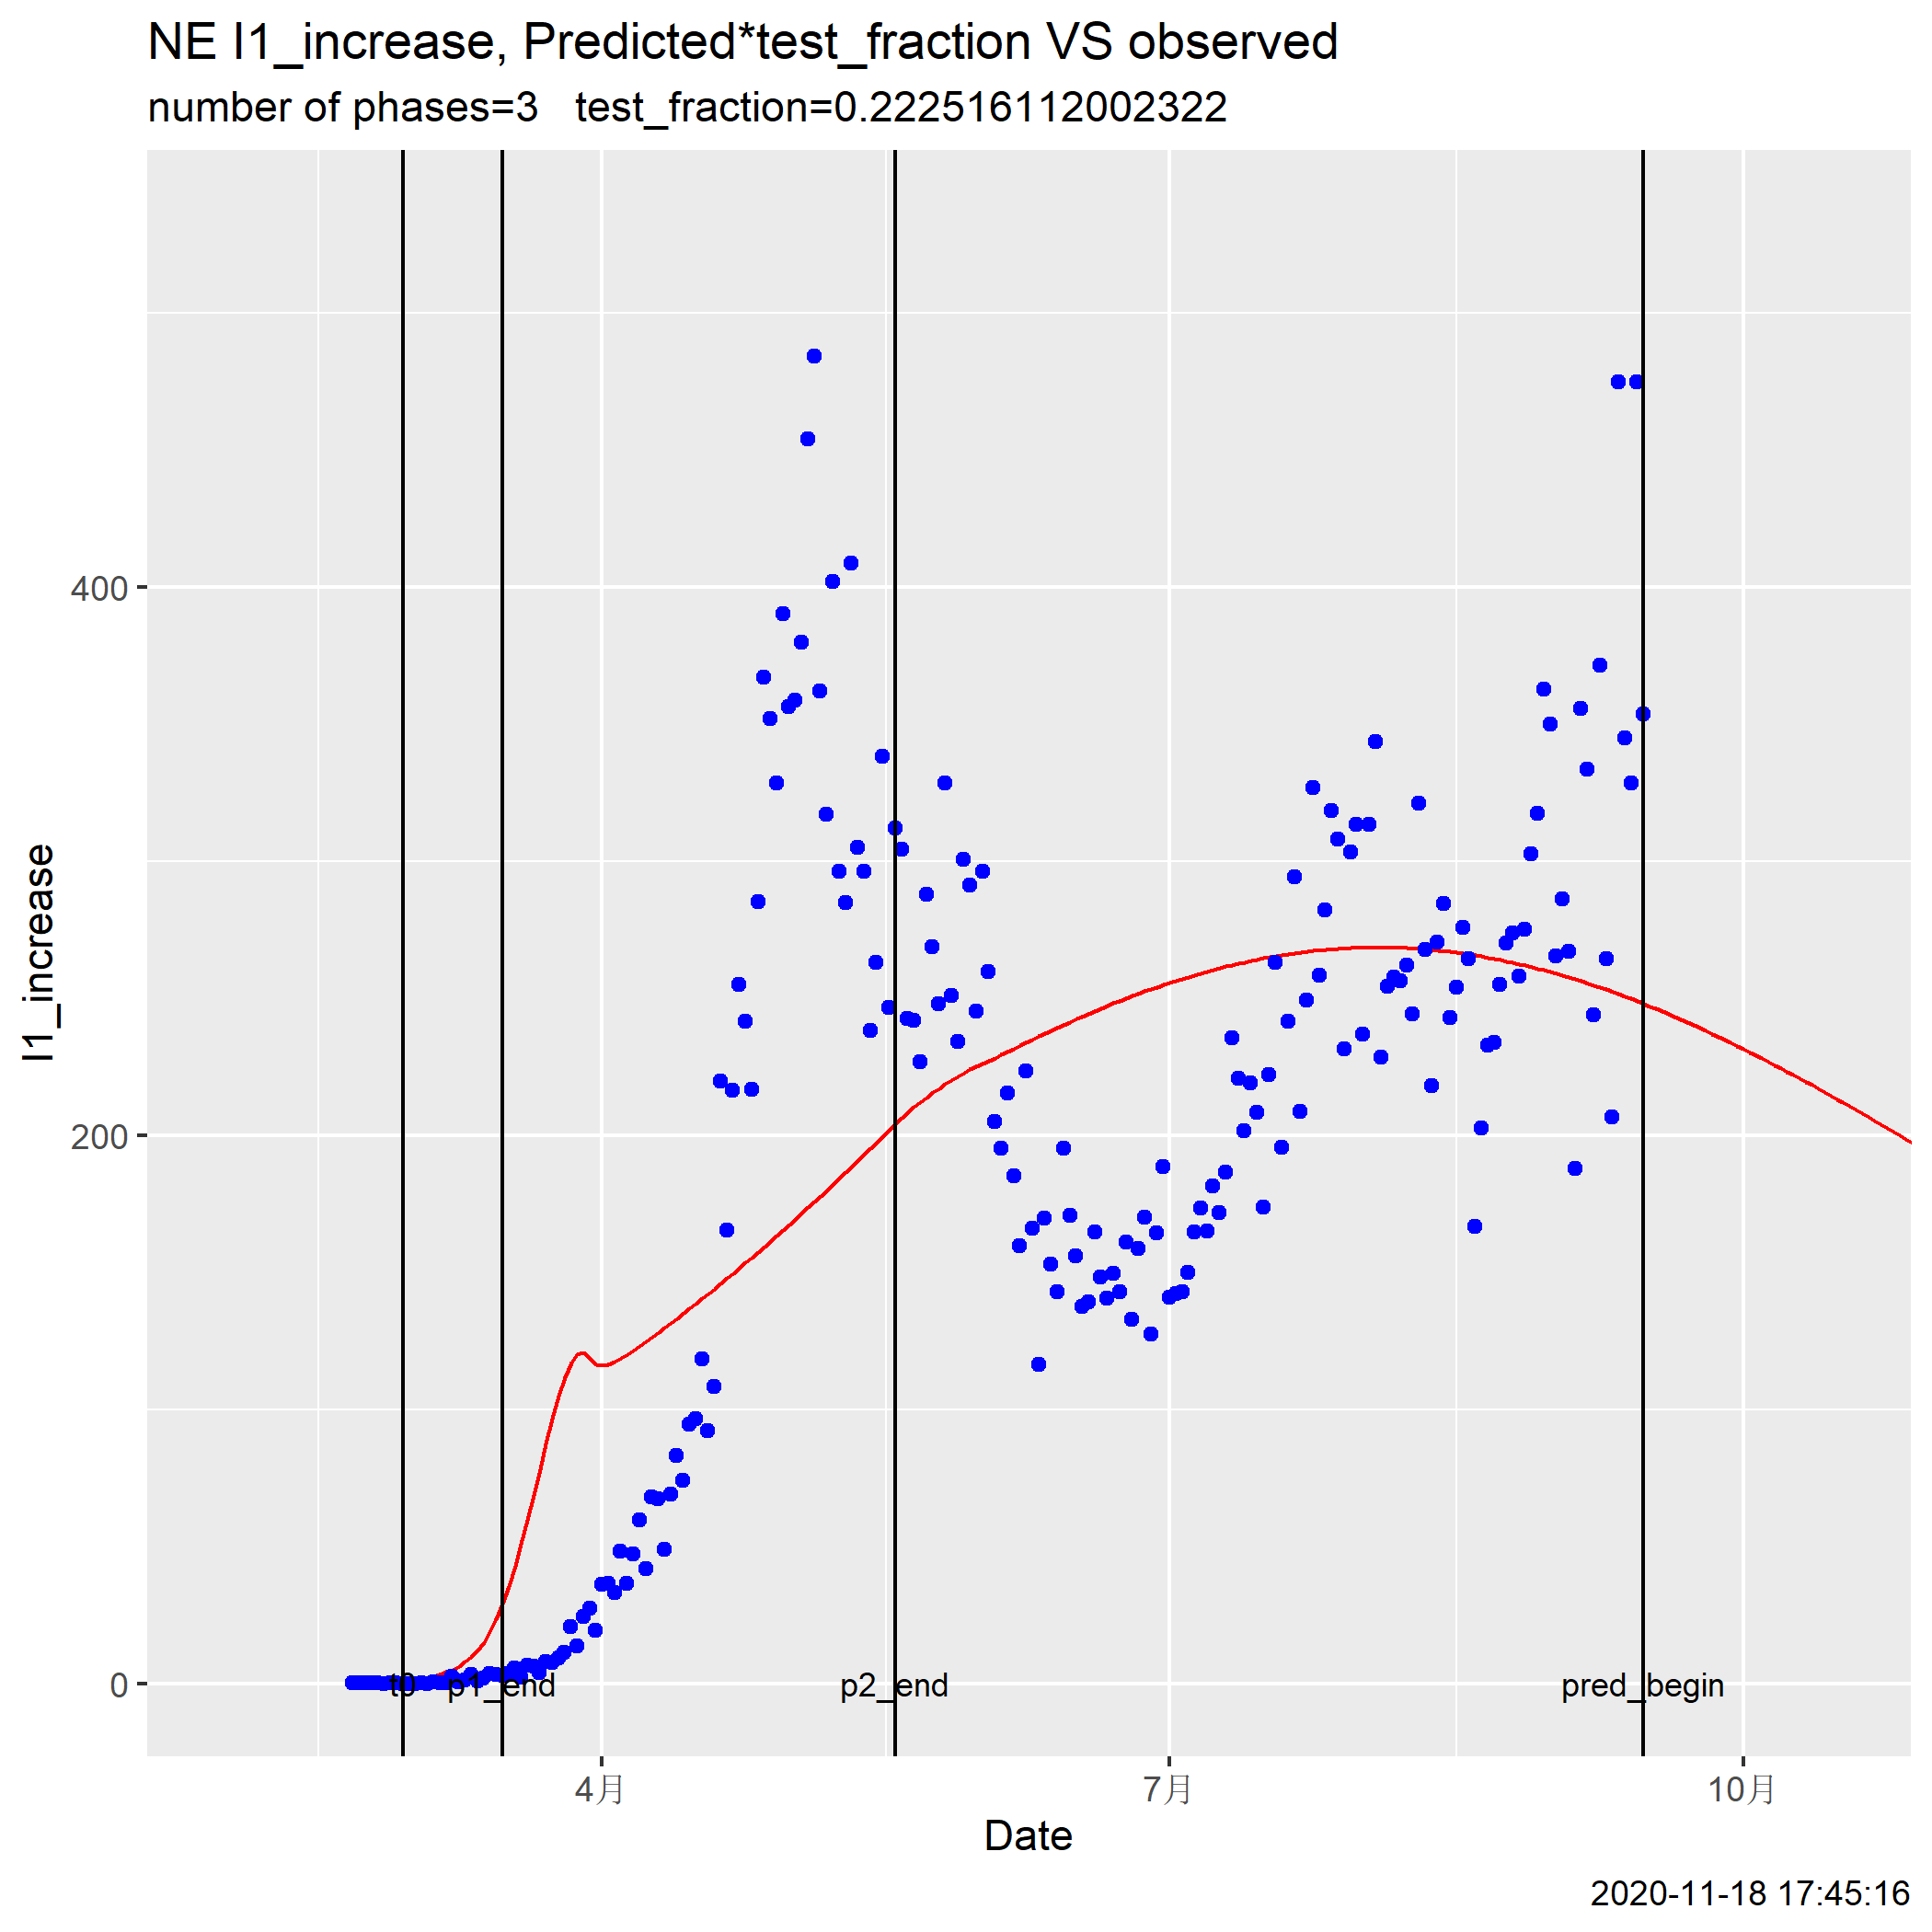 NE I1_increase, Predicted*test_fraction VS observed
number of phases=3   test_fraction=0.222516112002322
I1_increase
400
200
0
t0
p1_end
p2_end
pred_begin
4月
7月
10月
Date
2020-11-18 17:45:16